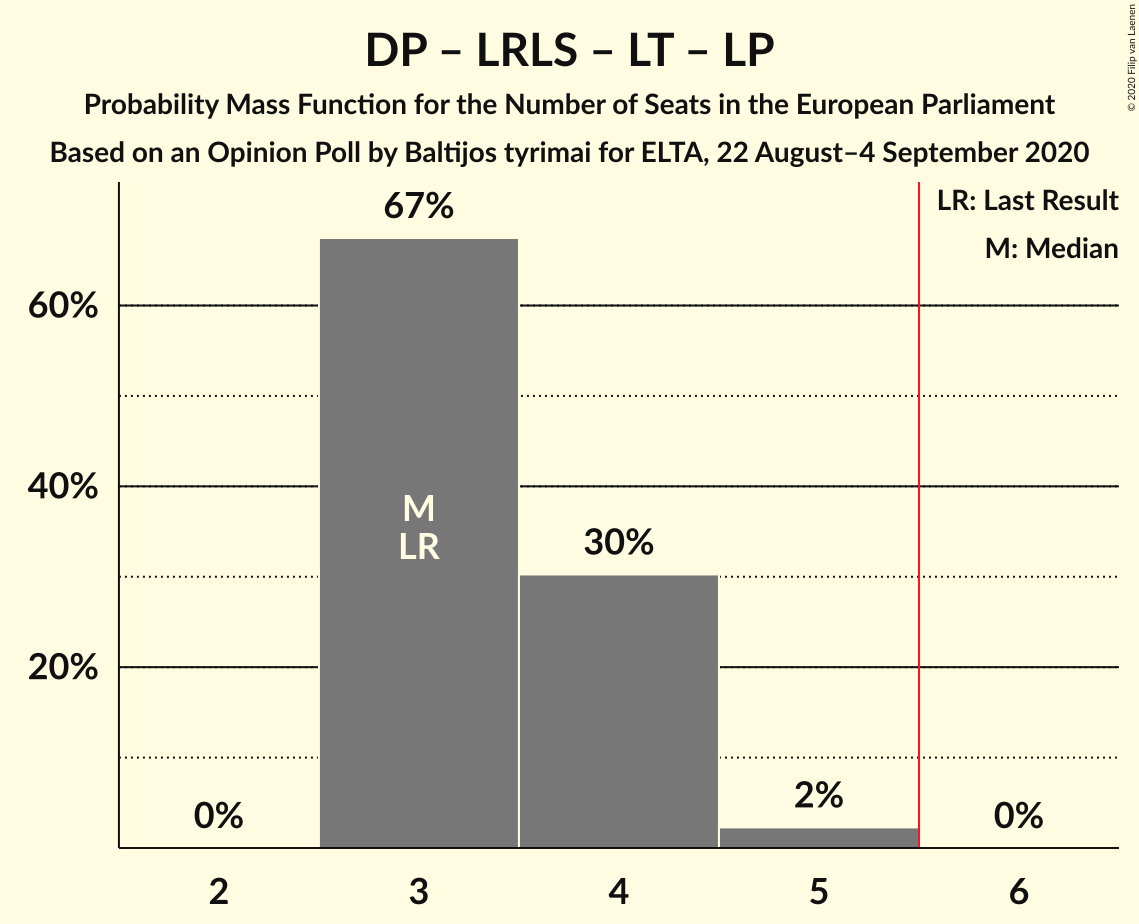 DP – LRLS – LT – LP
Probability Mass Function for the Number of Seats in the European Parliament
Based on an Opinion Poll by Baltijos tyrimai for ELTA, 22 August–4 September 2020
© 2020 Filip van Laenen
LR: Last Result
M: Median
67%
60%
40%
M
LR
30%
20%
0%
2%
0%
2
3
4
5
6